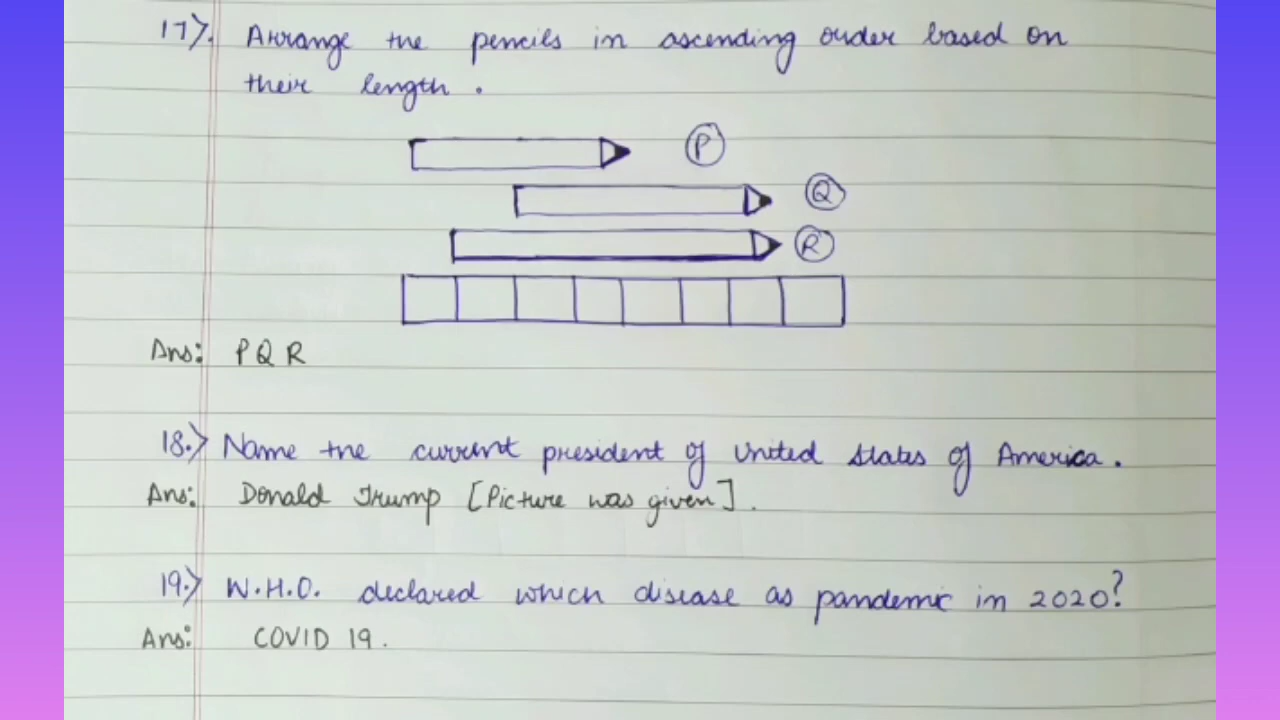 17). Arrange the pencils in ascending order based on
their length.
P
Q
R
Ans: P Q R
18.) Name the current president of United States of America.
Ans: Donald Trump [Picture was given].
19.) W.H.O. declared which disease as pandemic in 2020?
Ans: COVID 19.